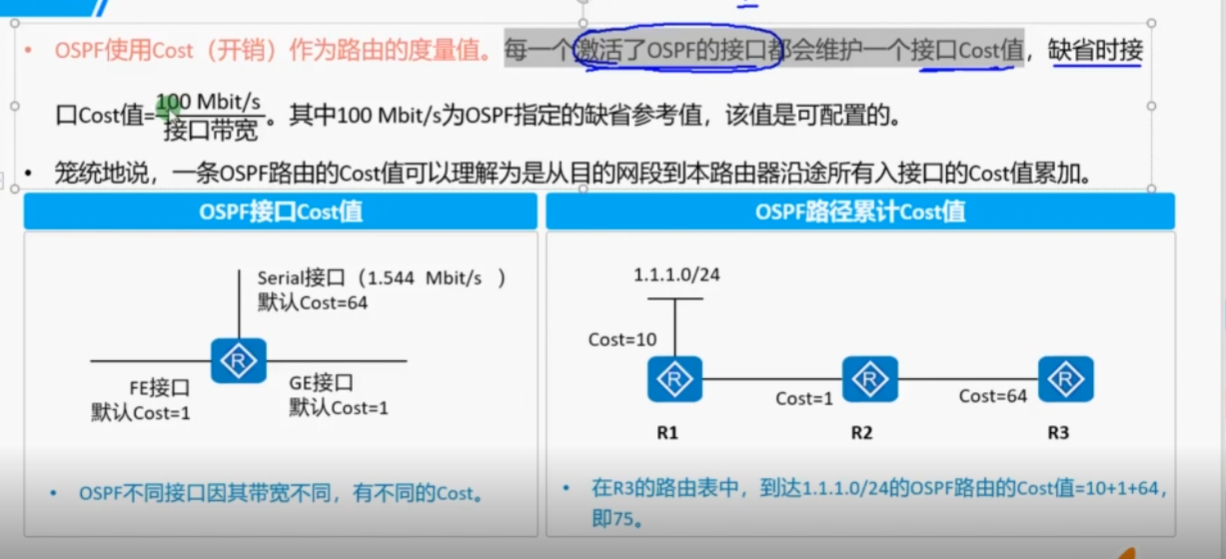 • OSPF使用Cost（开销）作为路由的度量值。每一个激活了OSPF的接口都会维护一个接口Cost值，缺省时接
口Cost值=100 Mbit/s/接口带宽。其中100 Mbit/s为OSPF指定的缺省参考值，该值是可配置的。
• 笼统地说，一条OSPF路由的Cost值可以理解为是从目的网段到本路由器沿途所有入接口的Cost值累加。
OSPF接口Cost值
Serial接口（1.544 Mbit/s ）
默认Cost=64
R
FE接口
默认Cost=1
GE接口
默认Cost=1
• OSPF不同接口因其带宽不同，有不同的Cost。
OSPF路径累计Cost值
1.1.1.0/24
Cost=10
R
Cost=1
R
Cost=64
R
R1
R2
R3
• 在R3的路由表中，到达1.1.1.0/24的OSPF路由的Cost值=10+1+64，
即75。